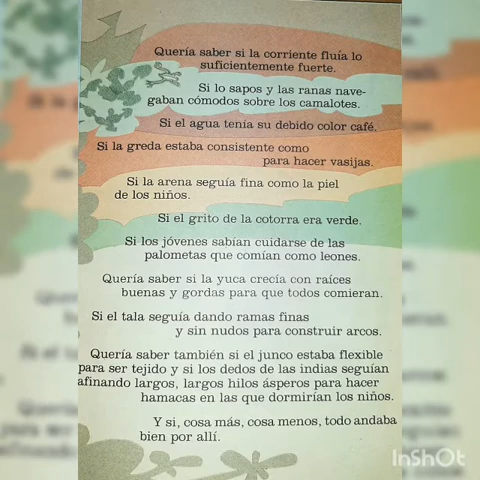 Quería saber si la corriente fluía lo
suficientemente fuerte.
Si lo sapos y las ranas nave-
gaban cómodos sobre los camalotes.
Si el agua tenía su debido color café.
Si la greda estaba consistente como
para hacer vasijas.
Si la arena seguía fina como la piel
de los niños.
Si el grito de la cotorra era verde.
Si los jóvenes sabían cuidarse de las
palometas que comían como leones.
Quería saber si la yuca crecía con raíces
buenas y gordas para que todos comieran.
Si el tala seguía dando ramas finas
y sin nudos para construir arcos.
Quería saber también si el junco estaba flexible
para ser tejido y si los dedos de las indias seguían
afinando largos, largos hilos ásperos para hacer
hamacas en las que dormirían los niños.
Y si, cosa más, cosa menos, todo andaba
bien por allí.
InShOt